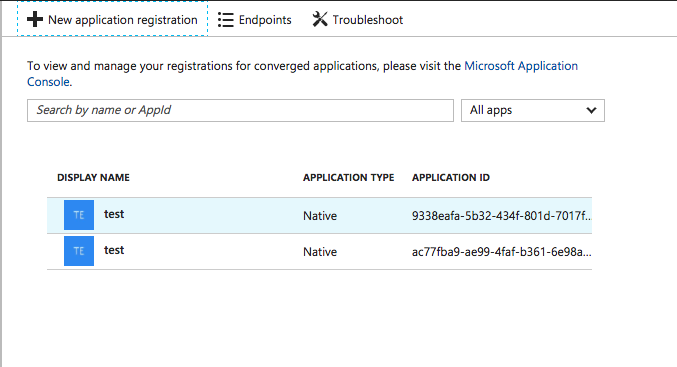 New application registration Endpoints Troubleshoot
To view and manage your registrations for converged applications, please visit the Microsoft Application
Console.
Search by name or AppId All apps
DISPLAY NAME APPLICATION TYPE APPLICATION ID
TE test Native 9338eafa-5b32-434f-801d-7017f...
TE test Native ac77fba9-ae99-4faf-b361-6e98a...